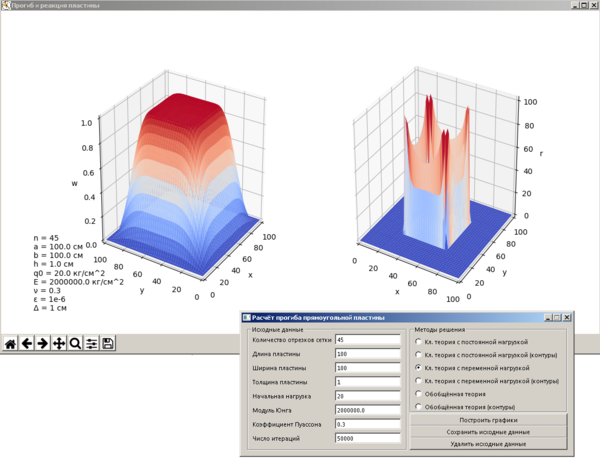 Прогиб и реакция пластины
1.0
0.8
w
0.6
0.4
0.2
0.0
100
80
60
y
40
20
0
0
20
40
x
60
80
100
100
80
r
60
40
20
0
0
20
40
x
60
80
100
0
20
40
y
60
80
100
n = 45
a = 100.0 см
b = 100.0 см
h = 1.0 см
q0 = 20.0 кг/см^2
E = 2000000.0 кг/см^2
ν = 0.3
ε = 1e-6
Δ = 1 см
Расчёт прогиба прямоугольной пластины
Исходные данные
Количество отрезков сетки 45
Длина пластины 100
Ширина пластины 100
Толщина пластины 1
Начальная нагрузка 20
Модуль Юнга 2000000.0
Коэффициент Пуассона 0.3
Число итераций 50000
Методы решения
Кл. теория с постоянной нагрузкой
Кл. теория с постоянной нагрузкой (контуры)
Кл. теория с переменной нагрузкой
Кл. теория с переменной нагрузкой (контуры)
Обобщённая теория
Обобщённая теория (контуры)
Построить графики
Сохранить исходные данные
Удалить исходные данные